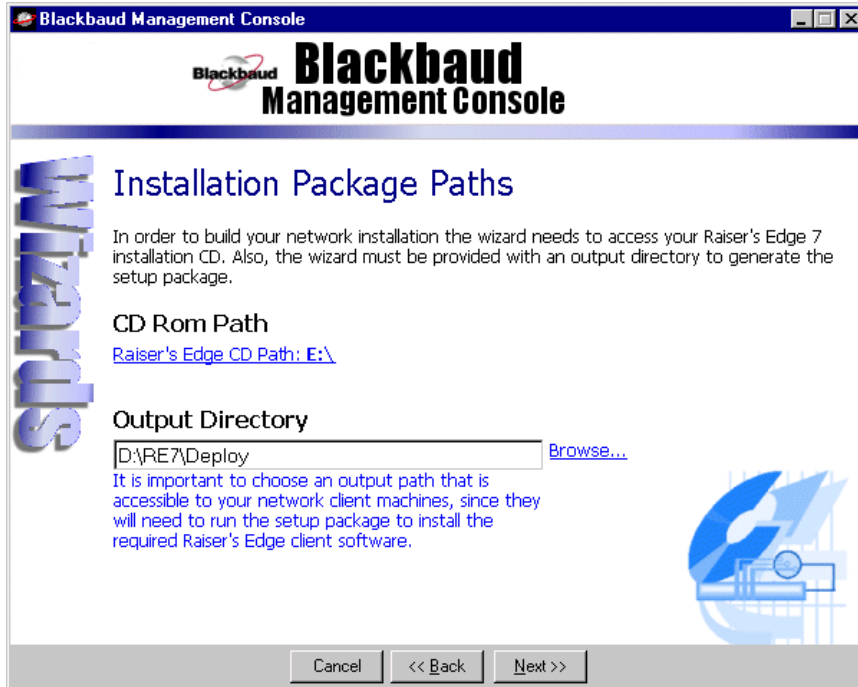 Blackbaud Management Console
Blackbaud Blackbaud
Management Console
Wizards
Installation Package Paths
In order to build your network installation the wizard needs to access your Raiser's Edge 7
installation CD. Also, the wizard must be provided with an output directory to generate the
setup package.
CD Rom Path
Raiser's Edge CD Path: E:\
Output Directory
D:\RE7\Deploy Browse...
It is important to choose an output path that is
accessible to your network client machines, since they
will need to run the setup package to install the
required Raiser's Edge client software.
Cancel << Back Next >>